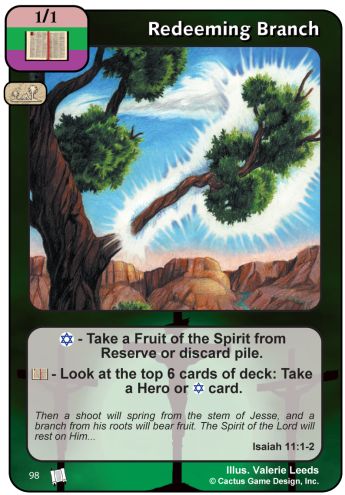 1/1
Redeeming Branch
- Take a Fruit of the Spirit from
Reserve or discard pile.
- Look at the top 6 cards of deck: Take
a Hero or ✡ card.
Then a shoot will spring from the stem of Jesse, and a
branch from his roots will bear fruit. The Spirit of the Lord will
rest on Him...
Isaiah 11:1-2
98
Illus. Valerie Leeds
© Cactus Game Design, Inc.